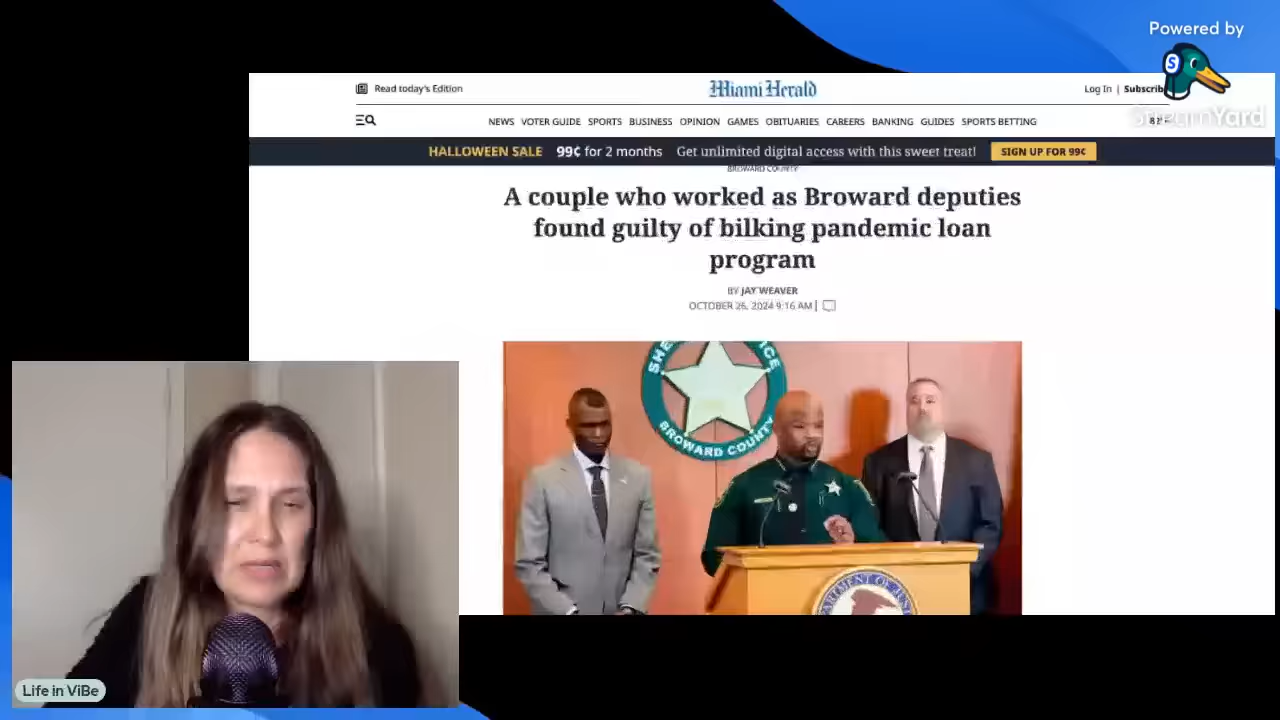 Powered by
StreamYard
Read today's Edition
Miami Herald
Log In | Subscrib
NEWS VOTER GUIDE SPORTS BUSINESS OPINION GAMES OBITUARIES CAREERS BANKING GUIDES SPORTS BETTING
HALLOWEEN SALE 99¢ for 2 months Get unlimited digital access with this sweet treat! SIGN UP FOR 99¢
BROWARD COUNTY
A couple who worked as Broward deputies
found guilty of bilking pandemic loan
program
BY JAY WEAVER
OCTOBER 26, 2024 9:16 AM
BROWARD COUNTY
Life in ViBe